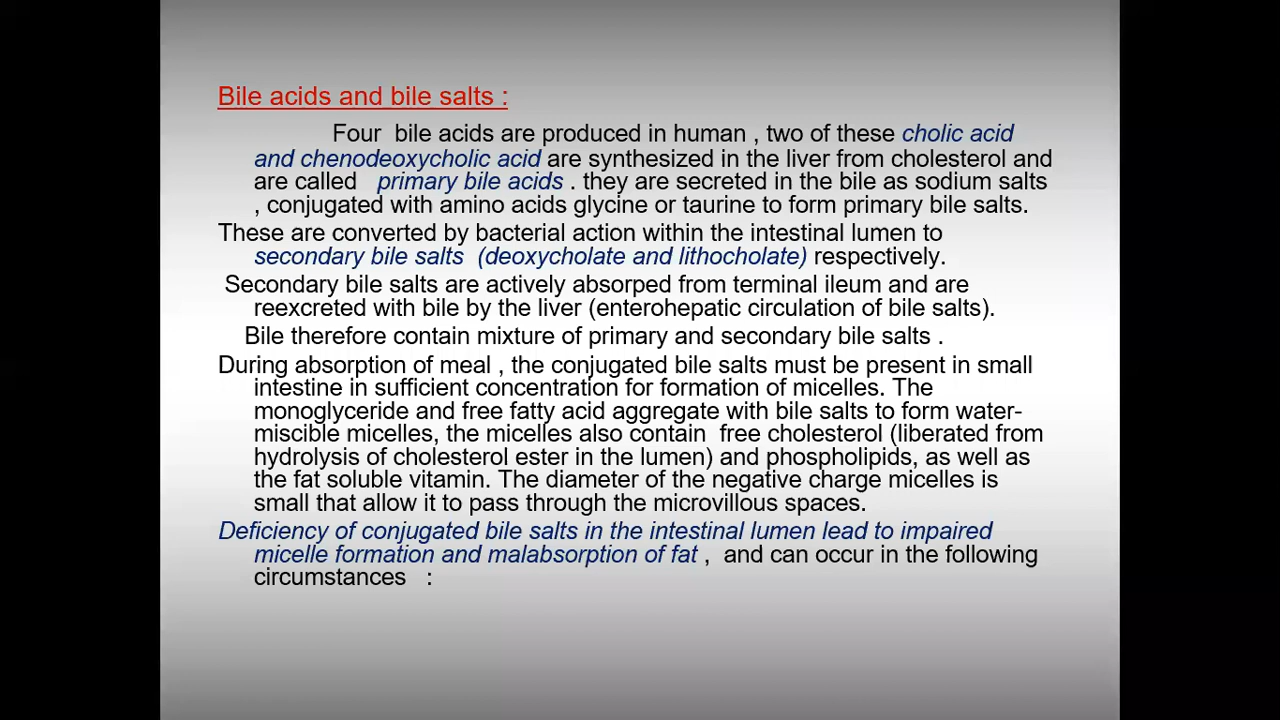 Bile acids and bile salts :
Four bile acids are produced in human , two of these cholic acid
and chenodeoxycholic acid are synthesized in the liver from cholesterol and
are called primary bile acids . they are secreted in the bile as sodium salts
, conjugated with amino acids glycine or taurine to form primary bile salts.
These are converted by bacterial action within the intestinal lumen to
secondary bile salts (deoxycholate and lithocholate) respectively.
Secondary bile salts are actively absorped from terminal ileum and are
reexcreted with bile by the liver (enterohepatic circulation of bile salts).
Bile therefore contain mixture of primary and secondary bile salts .
During absorption of meal , the conjugated bile salts must be present in small
intestine in sufficient concentration for formation of micelles. The
monoglyceride and free fatty acid aggregate with bile salts to form water-
miscible micelles, the micelles also contain free cholesterol (liberated from
hydrolysis of cholesterol ester in the lumen) and phospholipids, as well as
the fat soluble vitamin. The diameter of the negative charge micelles is
small that allow it to pass through the microvillous spaces.
Deficiency of conjugated bile salts in the intestinal lumen lead to impaired
micelle formation and malabsorption of fat , and can occur in the following
circumstances :